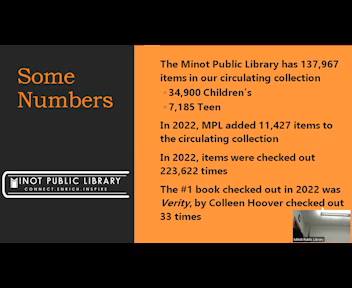 Some
Numbers
MINOT PUBLIC LIBRARY
CONNECT.ENRICH.INSPIRE
The Minot Public Library has 137,967
items in our circulating collection
34,900 Children's
7,185 Teen
In 2022, MPL added 11,427 items to
the circulating collection
In 2022, items were checked out
223,622 times
The #1 book checked out in 2022 was
Verity, by Colleen Hoover checked out
33 times
Minot Public Library